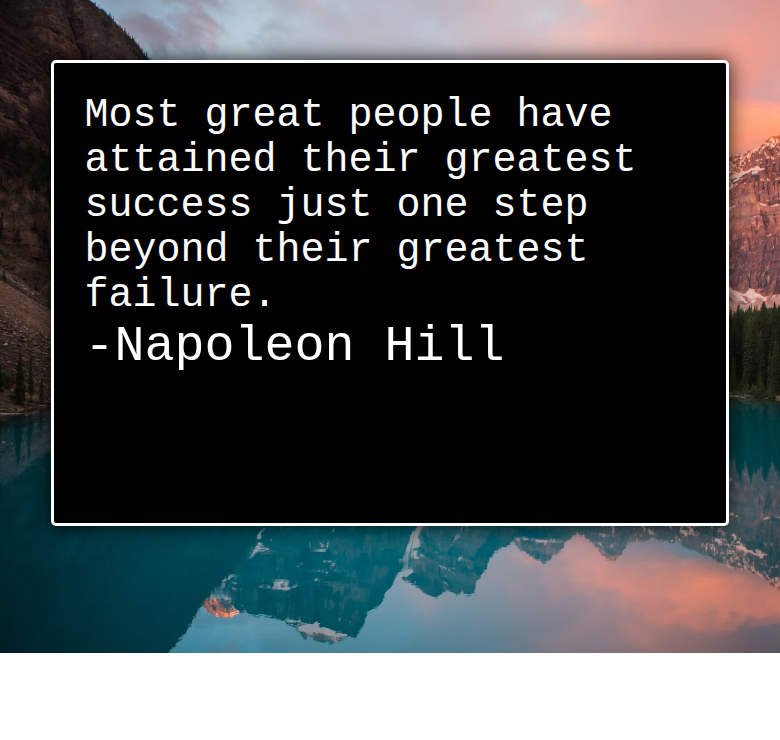 Most great people have
attained their greatest
success just one step
beyond their greatest
failure.
-Napoleon Hill